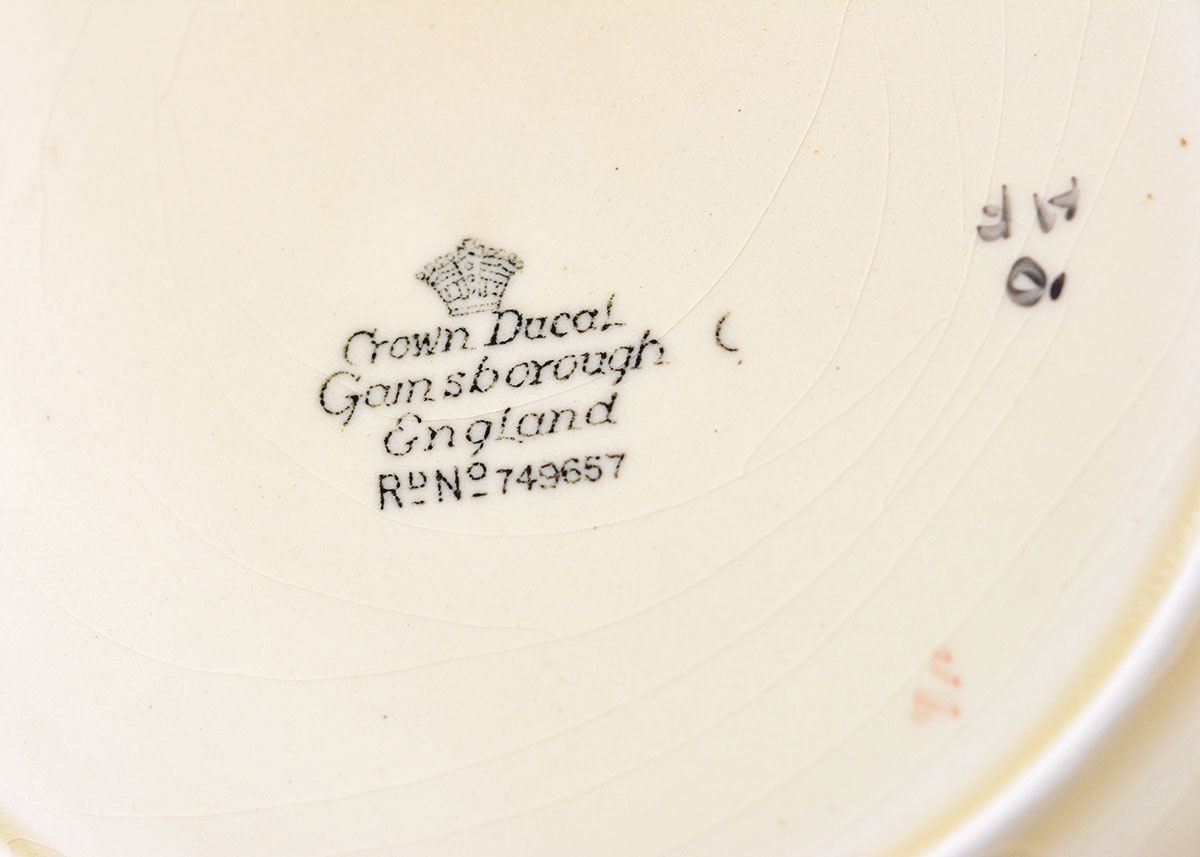 Crown Ducal
Gainsborough
England
RD No 749657